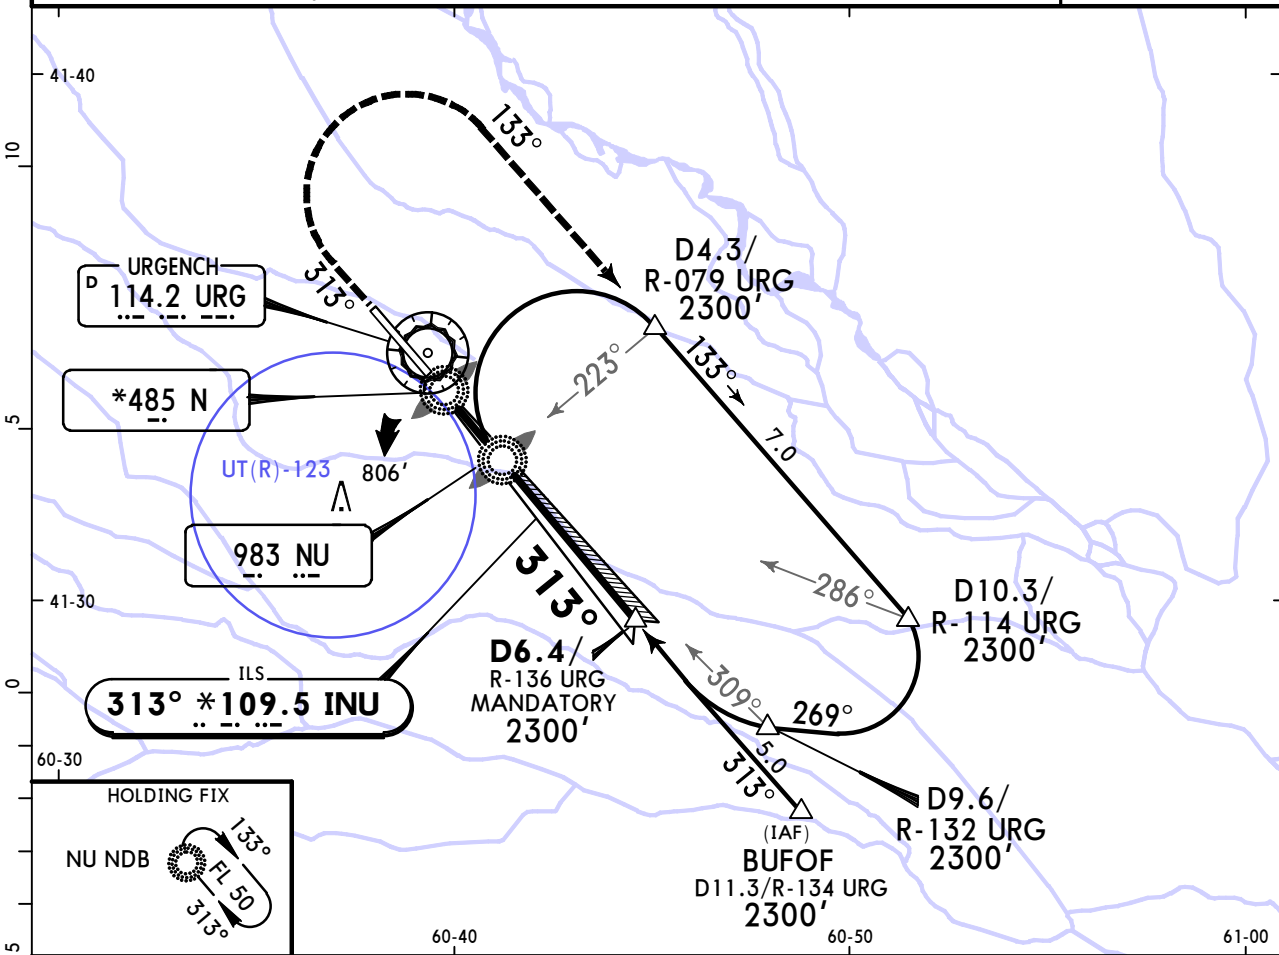 41-40
10
133°
D4.3/
R-079 URG
2300'
URGENCH
D
114.2 URG
313°
223°
133°
*485 N
5
7.0
UT(R)-123
806'
983 NU
313°
286°
D10.3/
R-114 URG
2300'
41-30
D6.4/
R-136 URG
MANDATORY
2300'
309°
269°
ILS
313° *109.5 INU
0
5.0
313°
60-30
D9.6/
R-132 URG
2300'
(IAF)
BUFOF
D11.3/R-134 URG
2300'
HOLDING FIX
NU NDB
133°
FL 50
313°
5
60-40
60-50
61-00